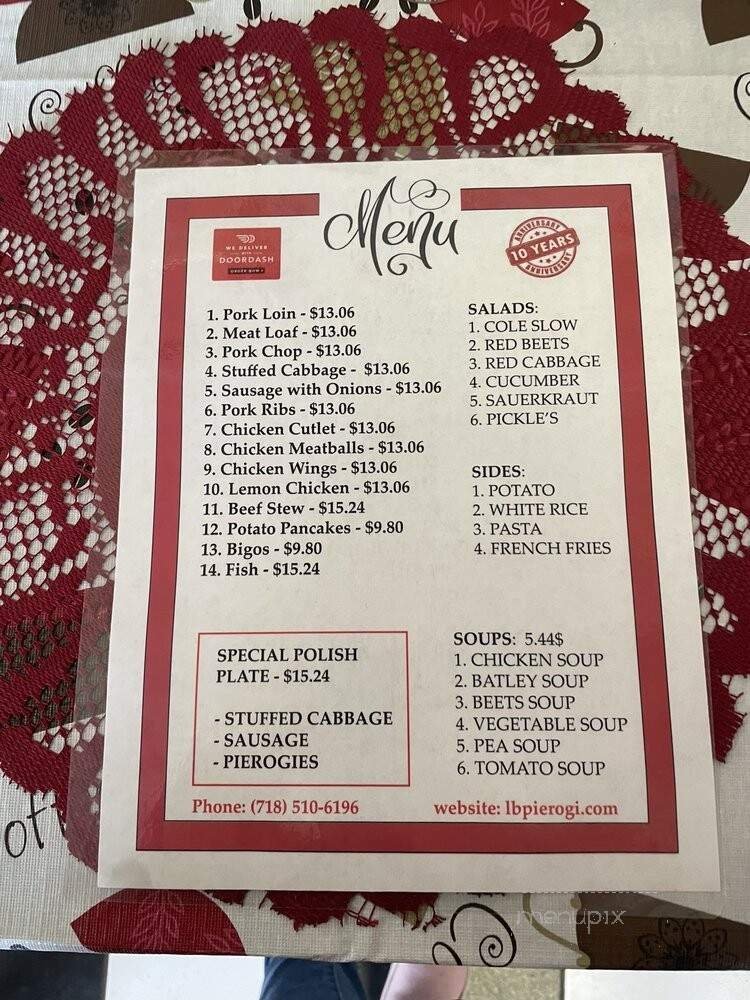 Menu
WE DELIVER
WITH
DOORDASH
ORDER NOW
ANNIVERSARY
10 YEARS
ANNIVERSARY
1. Pork Loin - $13.06
2. Meat Loaf - $13.06
3. Pork Chop - $13.06
4. Stuffed Cabbage - $13.06
5. Sausage with Onions - $13.06
6. Pork Ribs - $13.06
7. Chicken Cutlet - $13.06
8. Chicken Meatballs - $13.06
9. Chicken Wings - $13.06
10. Lemon Chicken - $13.06
11. Beef Stew - $15.24
12. Potato Pancakes - $9.80
13. Bigos - $9.80
14. Fish - $15.24
SALADS:
1. COLE SLOW
2. RED BEETS
3. RED CABBAGE
4. CUCUMBER
5. SAUERKRAUT
6. PICKLE'S
SIDES:
1. POTATO
2. WHITE RICE
3. PASTA
4. FRENCH FRIES
SPECIAL POLISH
PLATE - $15.24
- STUFFED CABBAGE
- SAUSAGE
- PIEROGIES
SOUPS: 5.44$
1. CHICKEN SOUP
2. BATLEY SOUP
3. BEETS SOUP
4. VEGETABLE SOUP
5. PEA SOUP
6. TOMATO SOUP
Phone: (718) 510-6196
website: lbpierogi.com
menupix